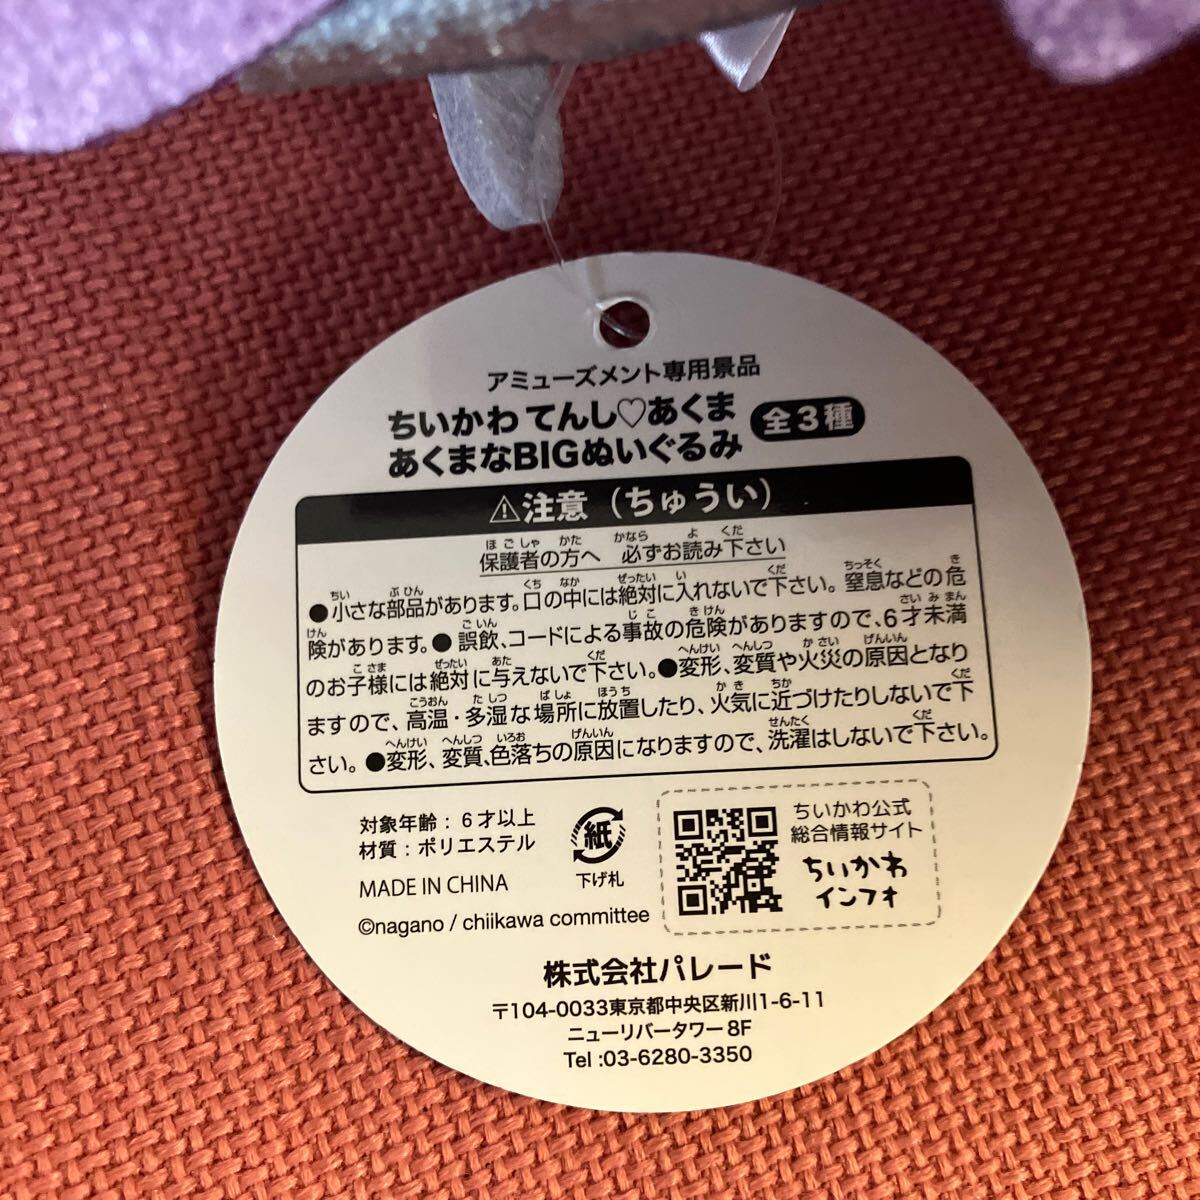 アミューズメント専用景品
ちいかわ てんし♡あくま
あくまなBIGぬいぐるみ
全3種
⚠注意（ちゅうい）
保護者の方へ 必ずお読み下さい
●小さな部品があります。口の中には絶対に入れないで下さい。窒息などの危
険があります。●誤飲、コードによる事故の危険がありますので、6才未満
のお子様には絶対に与えないで下さい。●変形、変質や火災の原因となり
ますので、高温・多湿な場所に放置したり、火気に近づけたりしないで下
さい。●変形、変質、色落ちの原因になりますので、洗濯はしないで下さい。
対象年齢：6才以上
材質：ポリエステル
MADE IN CHINA
©nagano / chiikawa committee
紙
下げ札
ちいかわ公式
総合情報サイト
ちいかわ
インフォ
株式会社パレード
〒104-0033東京都中央区新川1-6-11
ニューリバータワー8F
Tel :03-6280-3350